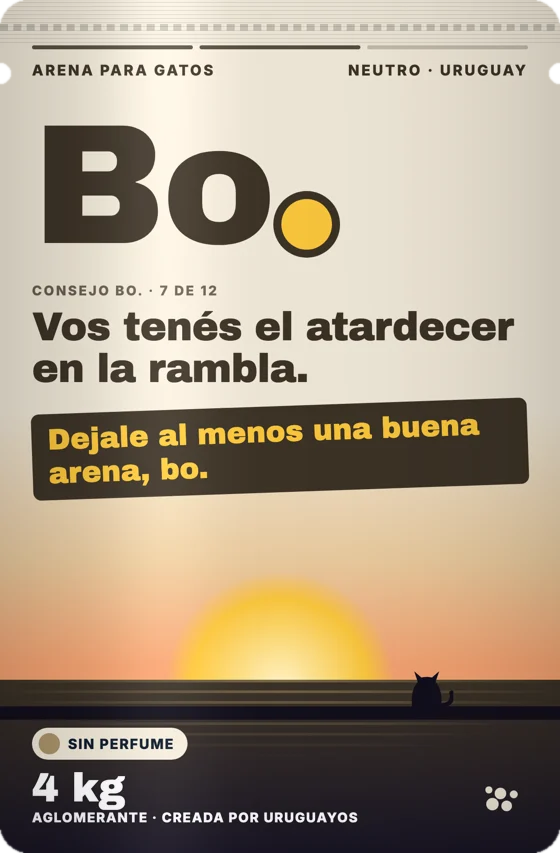 ARENA PARA GATOS
NEUTRO · URUGUAY
Bo.
CONSEJO BO. · 7 DE 12
Vos tenés el atardecer
en la rambla.
Dejale al menos una buena
arena, bo.
SIN PERFUME
4 kg
AGLOMERANTE · CREADA POR URUGUAYOS